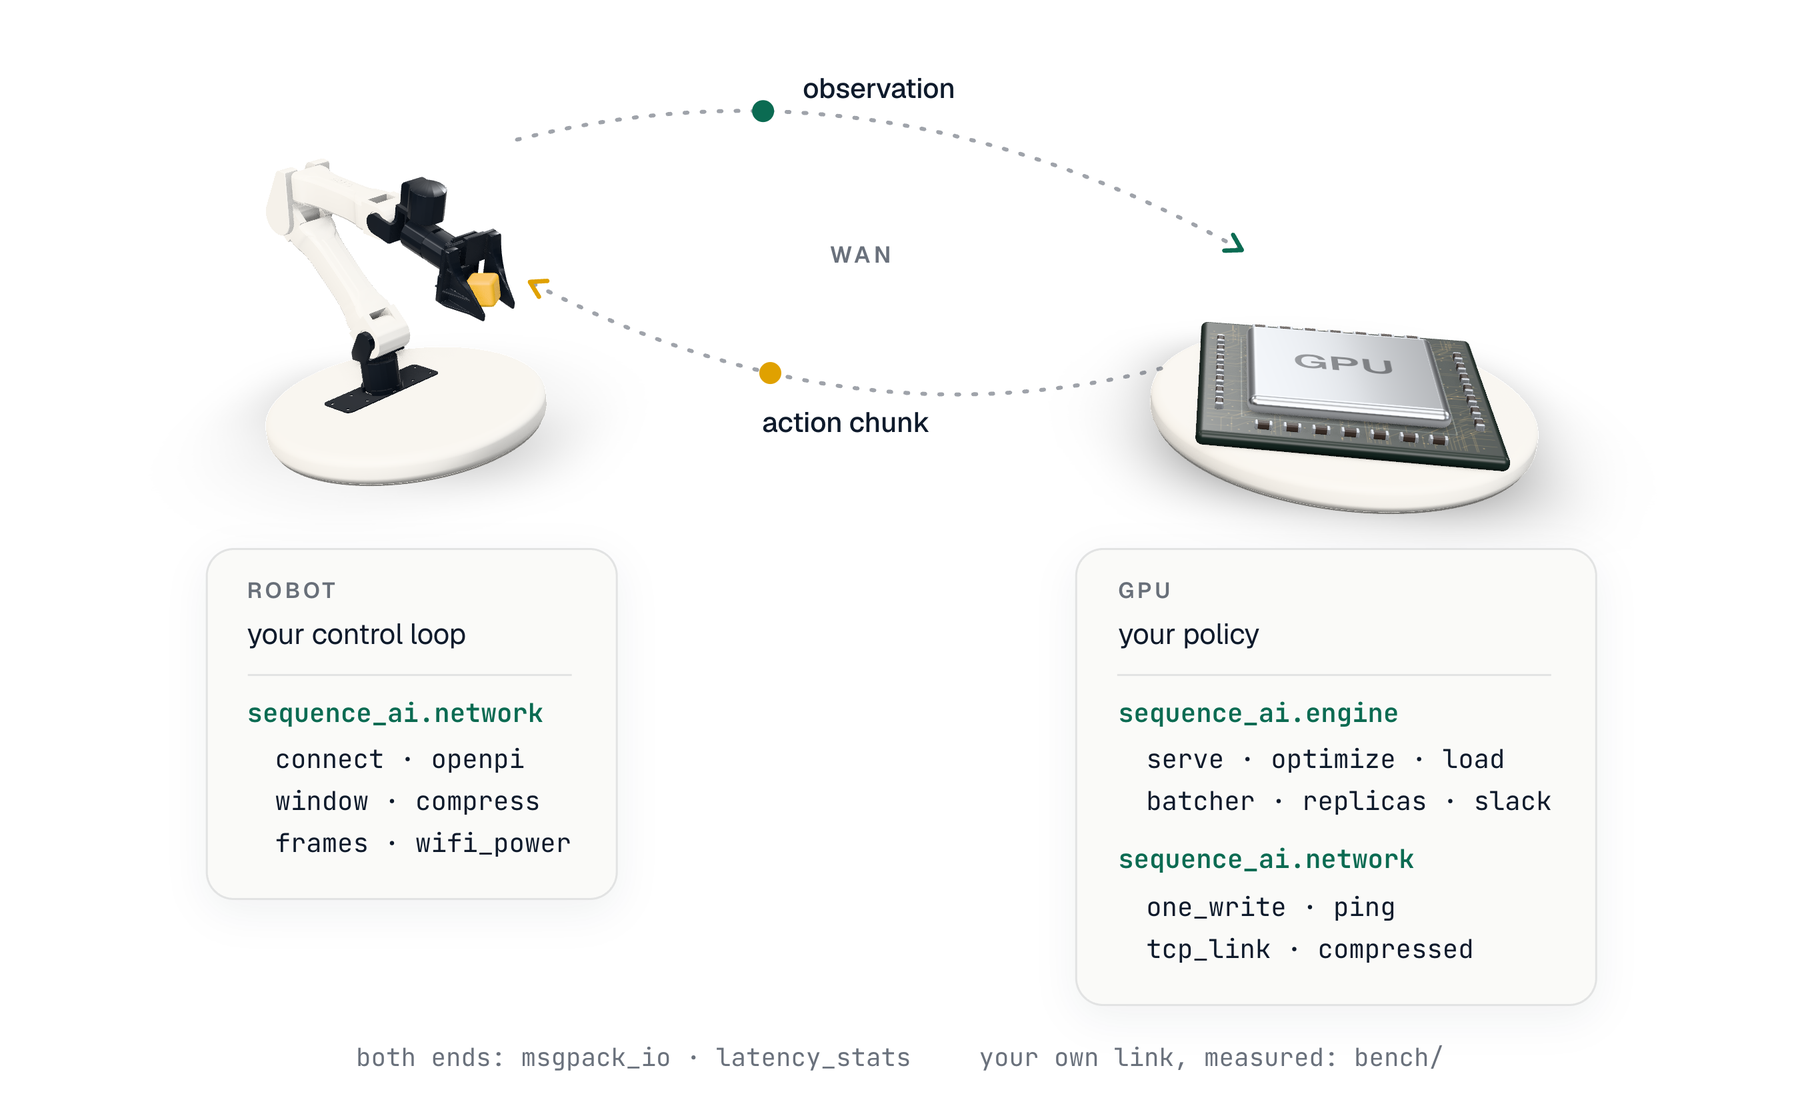 observation
WAN
GPU
action chunk
ROBOT
your control loop
sequence_ai.network
connect · openpi
window · compress
frames · wifi_power
GPU
your policy
sequence_ai.engine
serve · optimize · load
batcher · replicas · slack
sequence_ai.network
one_write · ping
tcp_link · compressed
both ends: msgpack_io · latency_stats
your own link, measured: bench/